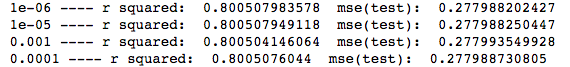 1e-06 ---- r squared:  0.800507983578  mse(test):  0.277988202427
1e-05 ---- r squared:  0.800507949118  mse(test):  0.277988250447
0.001 ---- r squared:  0.800504146064  mse(test):  0.277993549928
0.0001 ---- r squared:  0.8005076044  mse(test):  0.277988730805